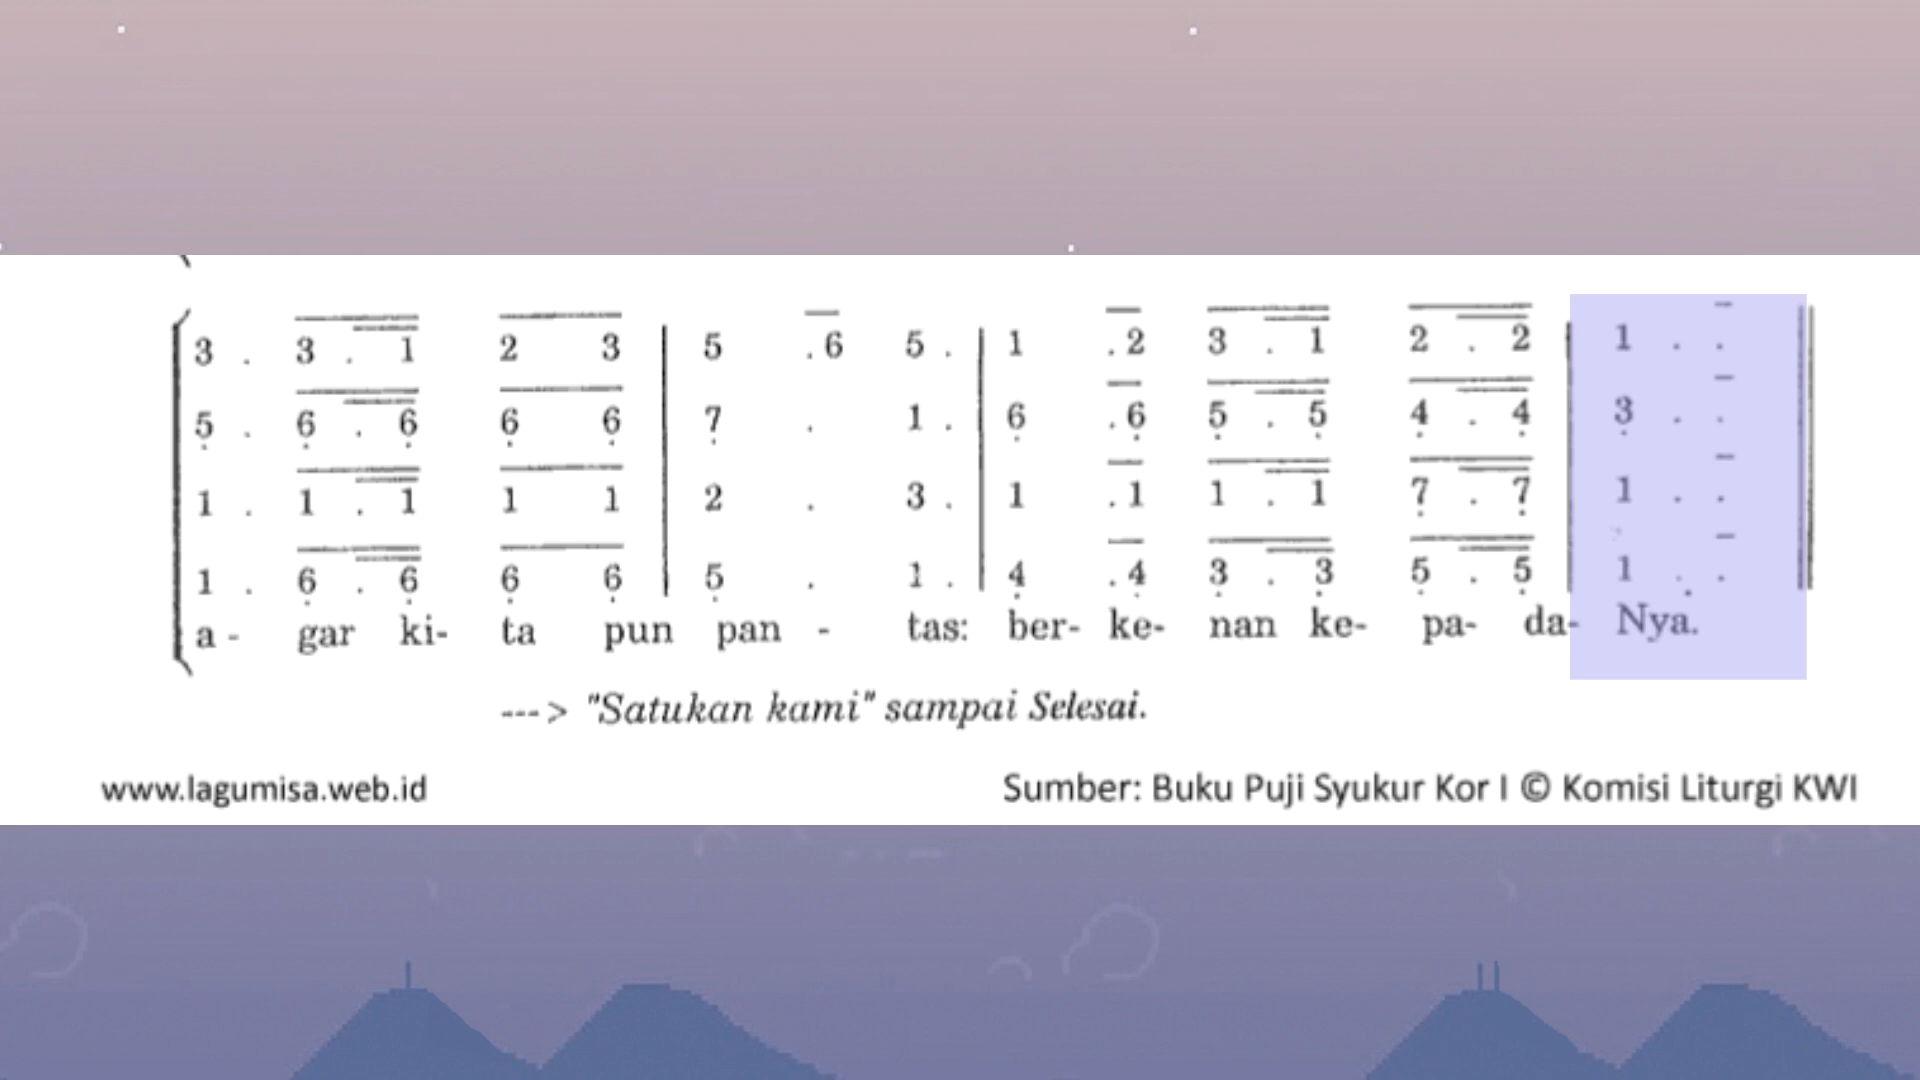 3 . 3 . 1 2 3 | 5 . 6 5 . | 1 . 2 3 . 1 2 . 2 | 1 . .
5̣ . 6̣ . 6̣ 6̣ 6̣ | 7̣ . 1 . | 6̣ . 6̣ 5̣ . 5̣ 4̣ . 4̣ | 3̣ . .
1 . 1 . 1 1 1 | 2 . 3 . | 1 . 1 1 . 1 7̣ . 7̣ | 1 . .
1 . 6̣ . 6̣ 6̣ 6̣ | 5̣ . 1 . | 4̣ . 4̣ 3̣ . 3̣ 5̣ . 5̣ | 1 . .
a - gar ki- ta pun pan - tas: ber- ke- nan ke- pa- da- Nya.
---> "Satukan kami" sampai Selesai.
www.lagumisa.web.id
Sumber: Buku Puji Syukur Kor I © Komisi Liturgi KWI